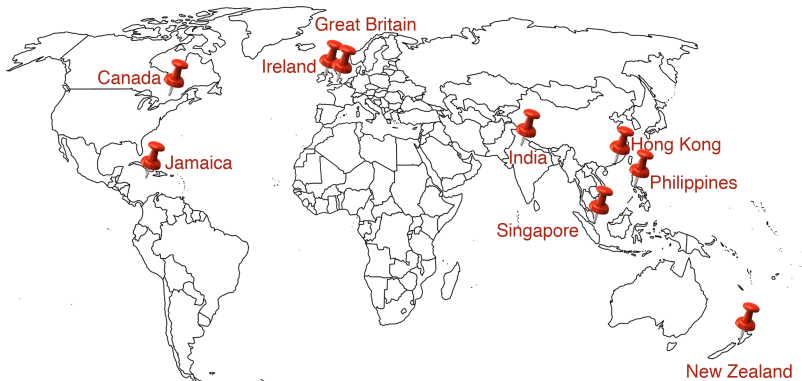 Great Britain
Ireland
Canada
Hong Kong
India
Jamaica
Philippines
Singapore
New Zealand